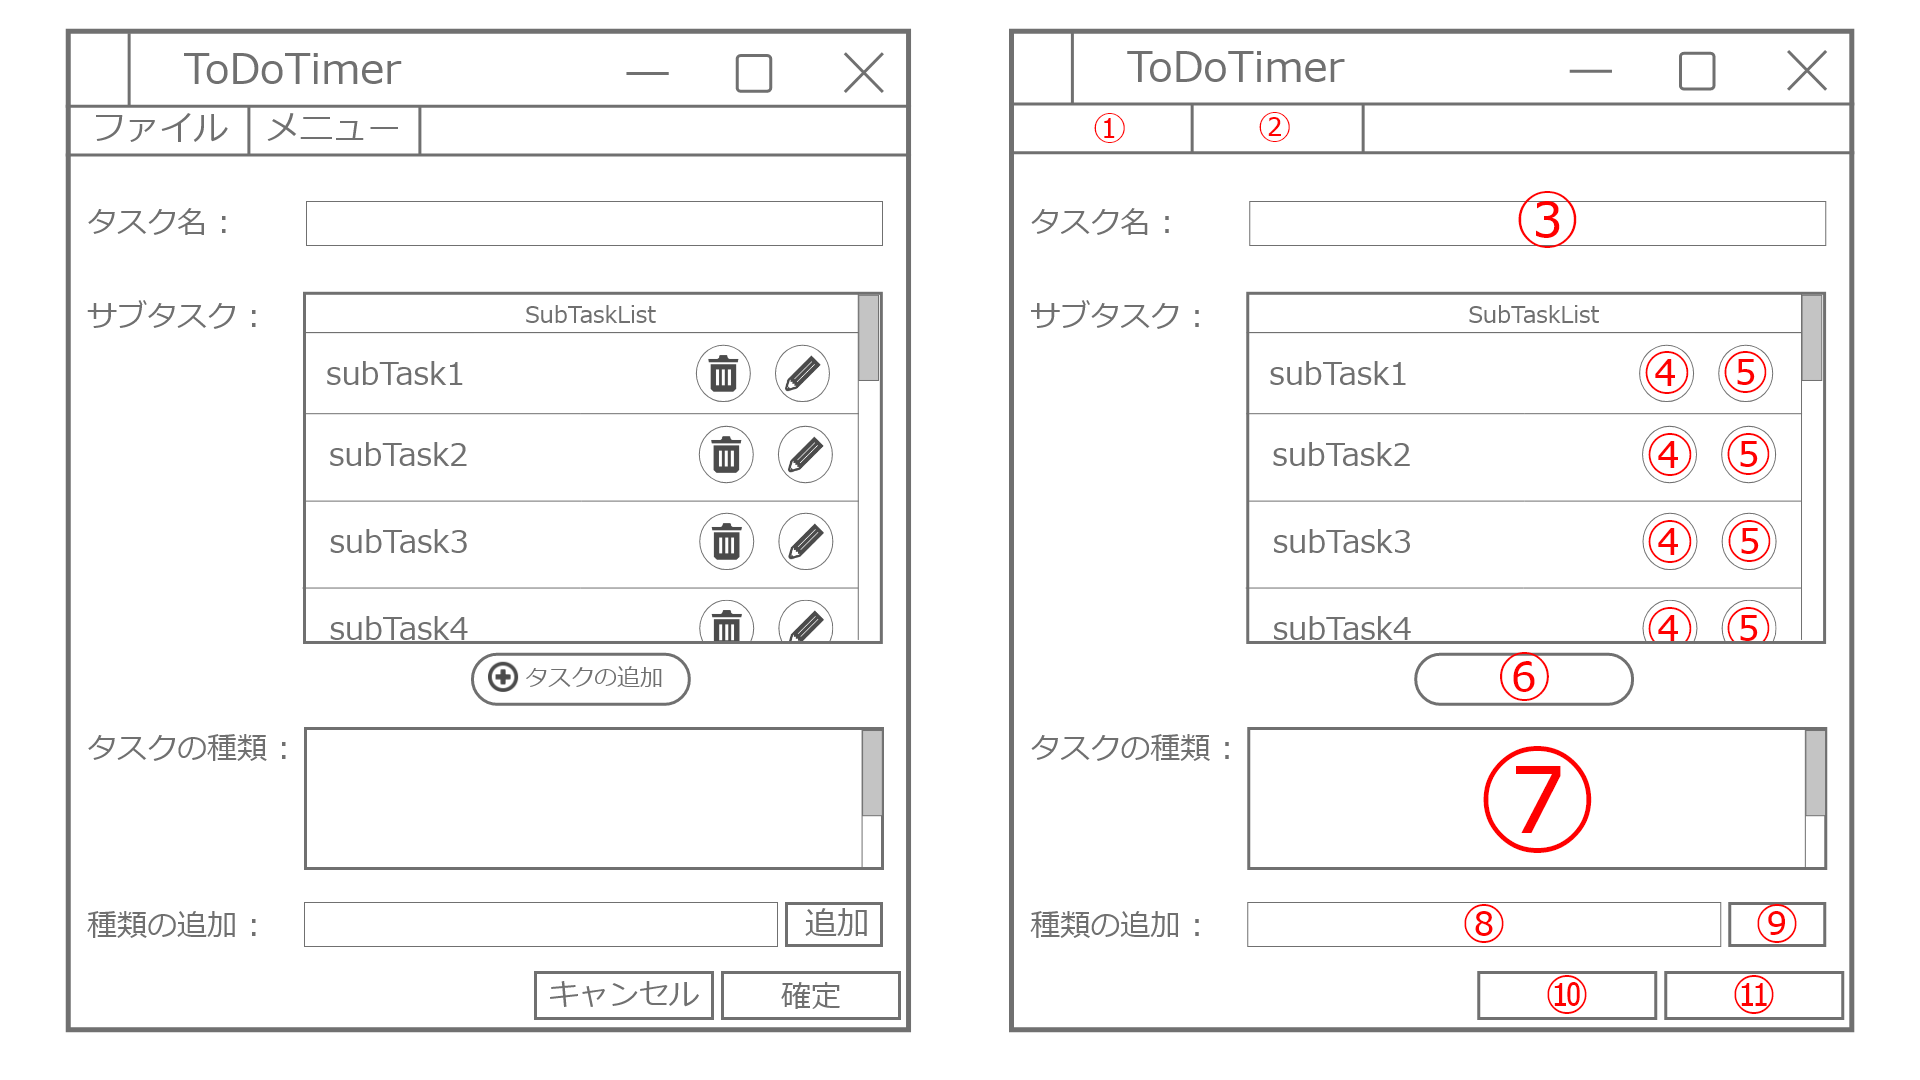 ToDoTimer
ファイル メニュー
タスク名：
サブタスク：
SubTaskList
subTask1
subTask2
subTask3
subTask4
タスクの追加
タスクの種類：
種類の追加： 追加
キャンセル 確定
ToDoTimer
① ②
タスク名： ③
サブタスク：
SubTaskList
subTask1 ④ ⑤
subTask2 ④ ⑤
subTask3 ④ ⑤
subTask4 ④ ⑤
⑥
タスクの種類： ⑦
種類の追加： ⑧ ⑨
⑩ ⑪